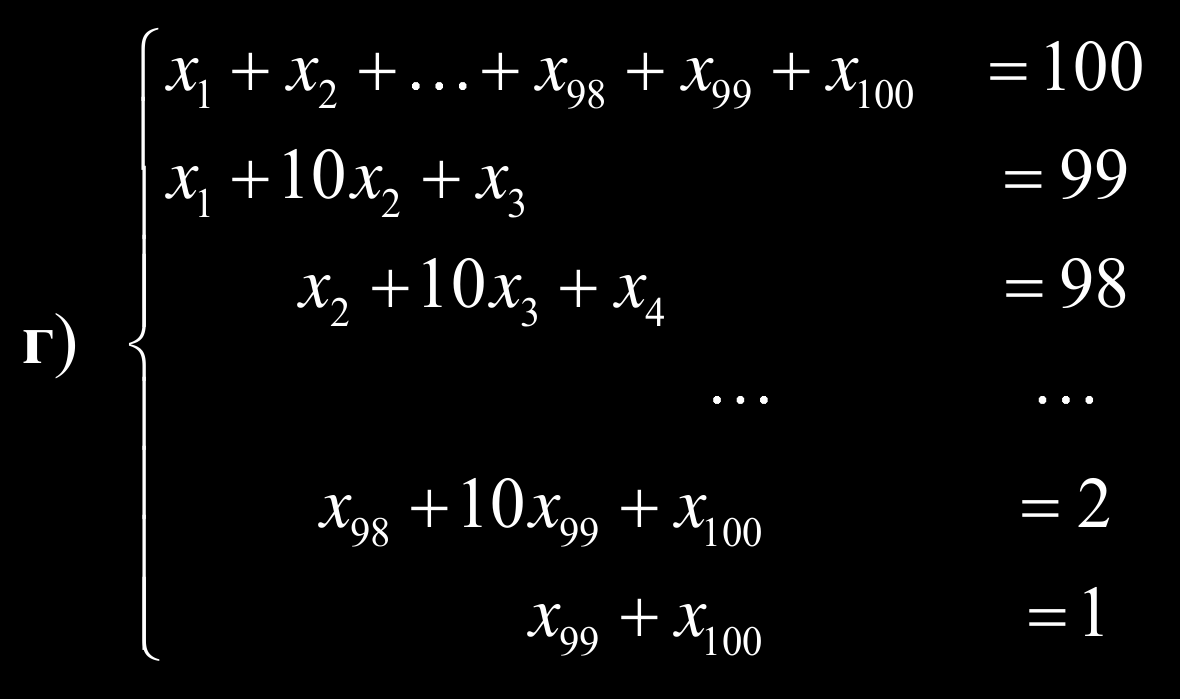 x₁ + x₂ + … + x₉₈ + x₉₉ + x₁₀₀ = 100
x₁ + 10x₂ + x₃ = 99
x₂ + 10x₃ + x₄ = 98
г)
… …
x₉₈ + 10x₉₉ + x₁₀₀ = 2
x₉₉ + x₁₀₀ = 1